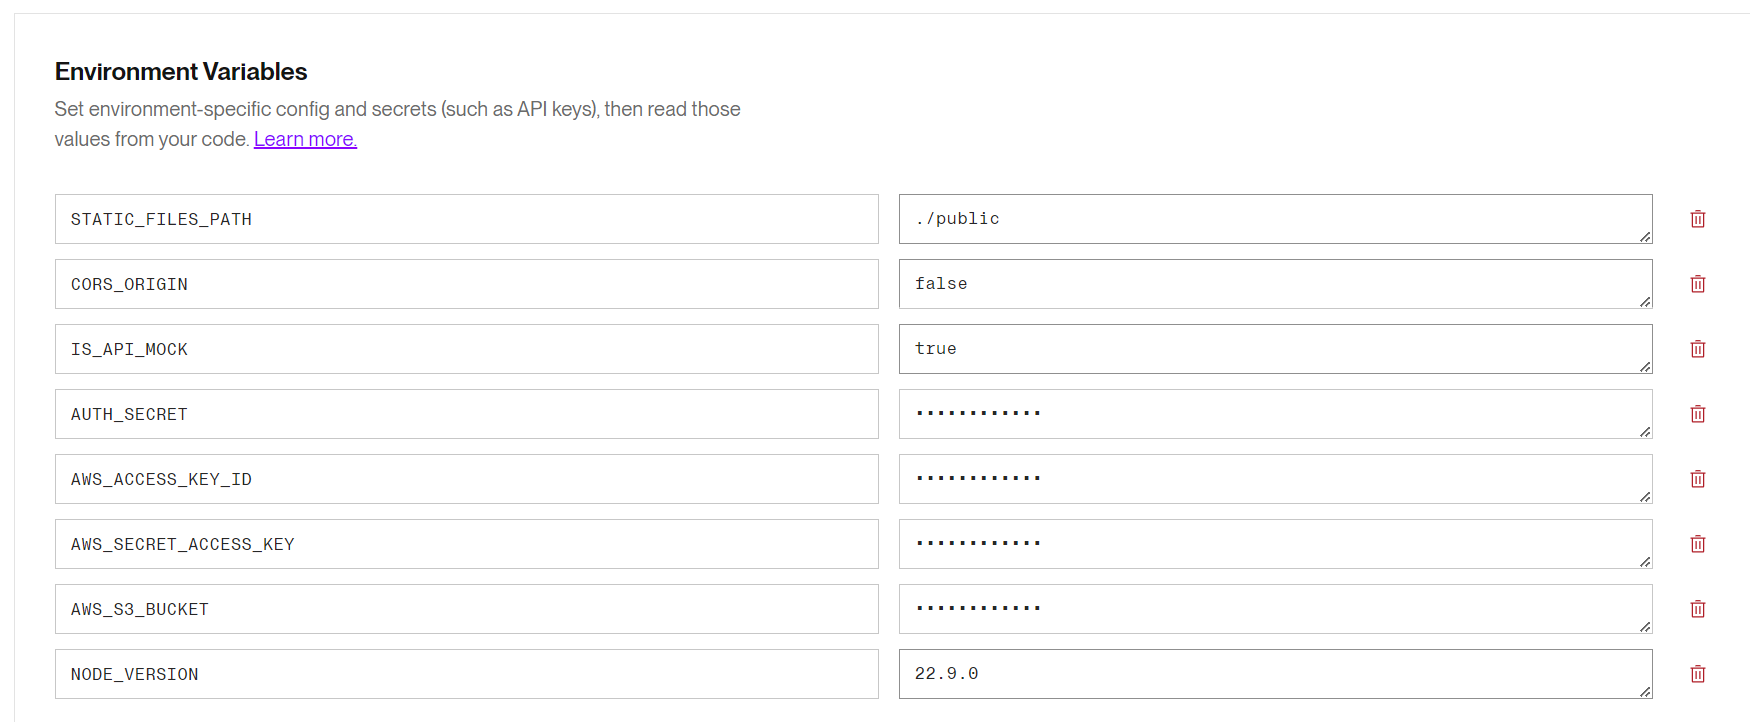 Environment Variables
Set environment-specific config and secrets (such as API keys), then read those
values from your code. Learn more.
STATIC_FILES_PATH ./public
CORS_ORIGIN false
IS_API_MOCK true
AUTH_SECRET ............
AWS_ACCESS_KEY_ID ............
AWS_SECRET_ACCESS_KEY ............
AWS_S3_BUCKET ............
NODE_VERSION 22.9.0